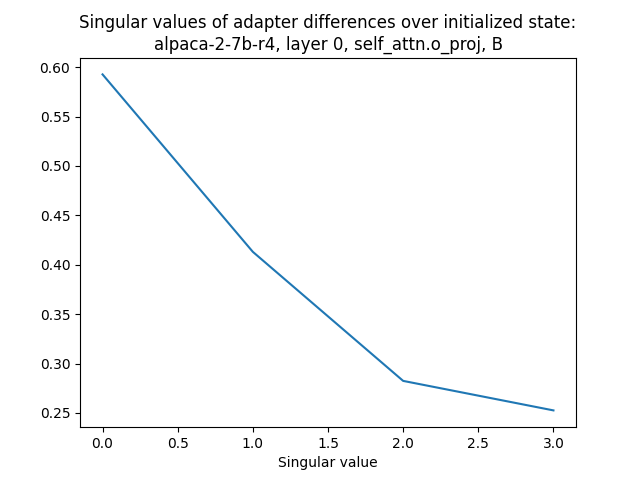 Singular values of adapter differences over initialized state:
alpaca-2-7b-r4, layer 0, self_attn.o_proj, B
0.60
0.55
0.50
0.45
0.40
0.35
0.30
0.25
0.0 0.5 1.0 1.5 2.0 2.5 3.0
Singular value